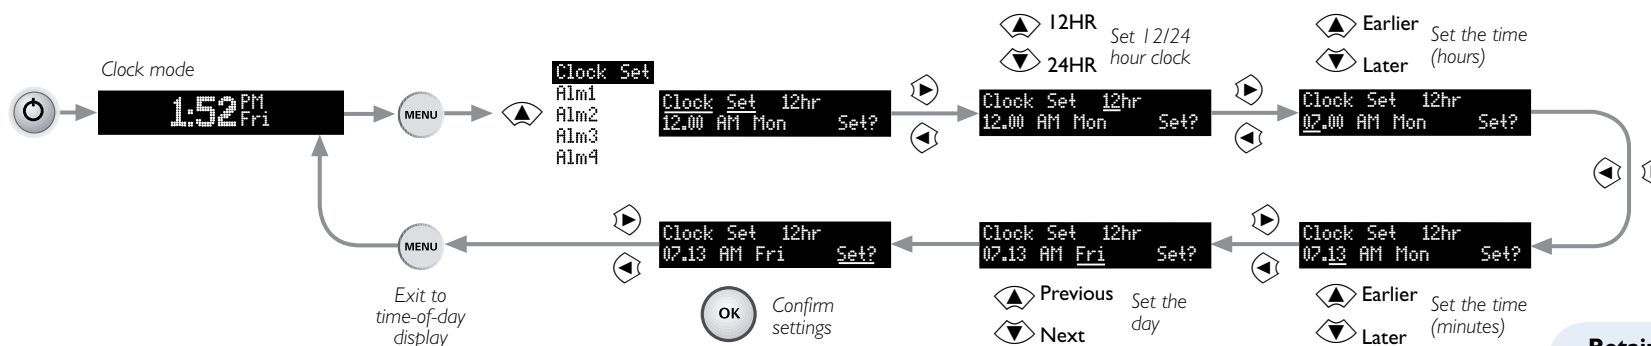 Clock mode
1:52 PM
Fri
MENU
Clock Set
Alm1
Alm2
Alm3
Alm4
Clock Set 12hr
12.00 AM Mon Set?
12HR
24HR
Set 12/24
hour clock
Clock Set 12hr
12.00 AM Mon Set?
Earlier
Later
Set the time
(hours)
Clock Set 12hr
07.00 AM Mon Set?
Clock Set 12hr
07.13 AM Mon Set?
Earlier
Later
Set the time
(minutes)
Clock Set 12hr
07.13 AM Fri Set?
Previous
Next
Set the
day
Clock Set 12hr
07.13 AM Fri Set?
OK
Confirm
settings
MENU
Exit to
time-of-day
display